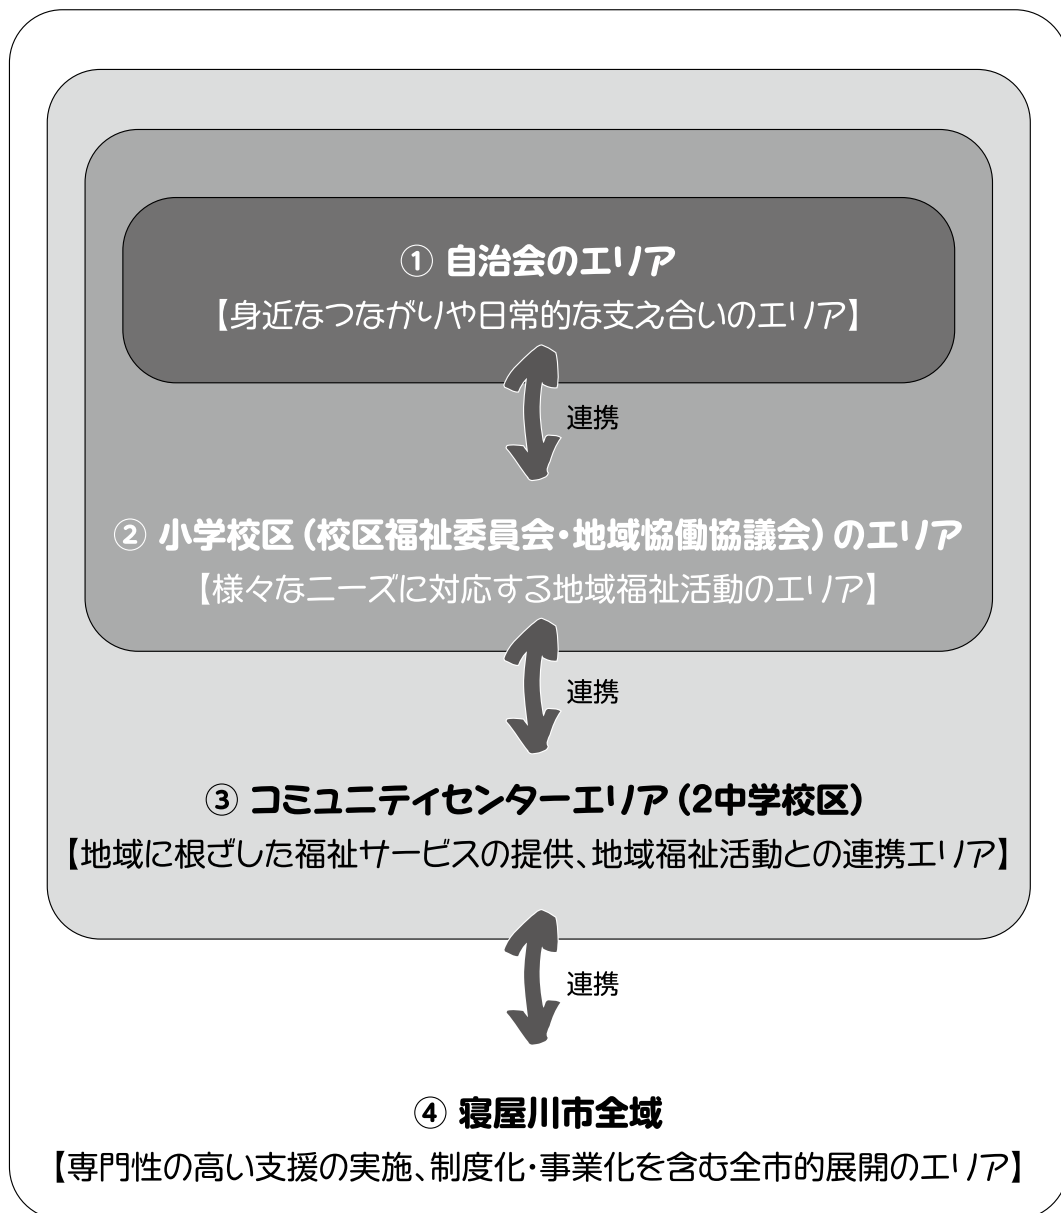 ① 自治会のエリア
【身近なつながりや日常的な支え合いのエリア】
連携
② 小学校区（校区福祉委員会・地域協働協議会）のエリア
【様々なニーズに対応する地域福祉活動のエリア】
連携
③ コミュニティセンターエリア（2中学校区）
【地域に根ざした福祉サービスの提供、地域福祉活動との連携エリア】
連携
④ 寝屋川市全域
【専門性の高い支援の実施、制度化・事業化を含む全市的展開のエリア】